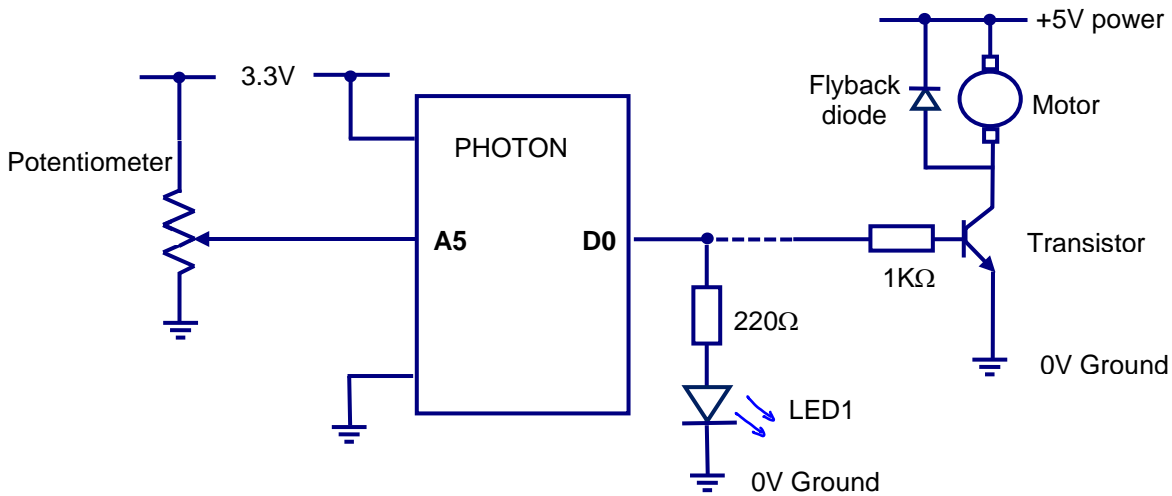 +5V power
3.3V
Flyback
diode
Motor
PHOTON
Potentiometer
A5
D0
Transistor
1KΩ
220Ω
0V Ground
LED1
0V Ground